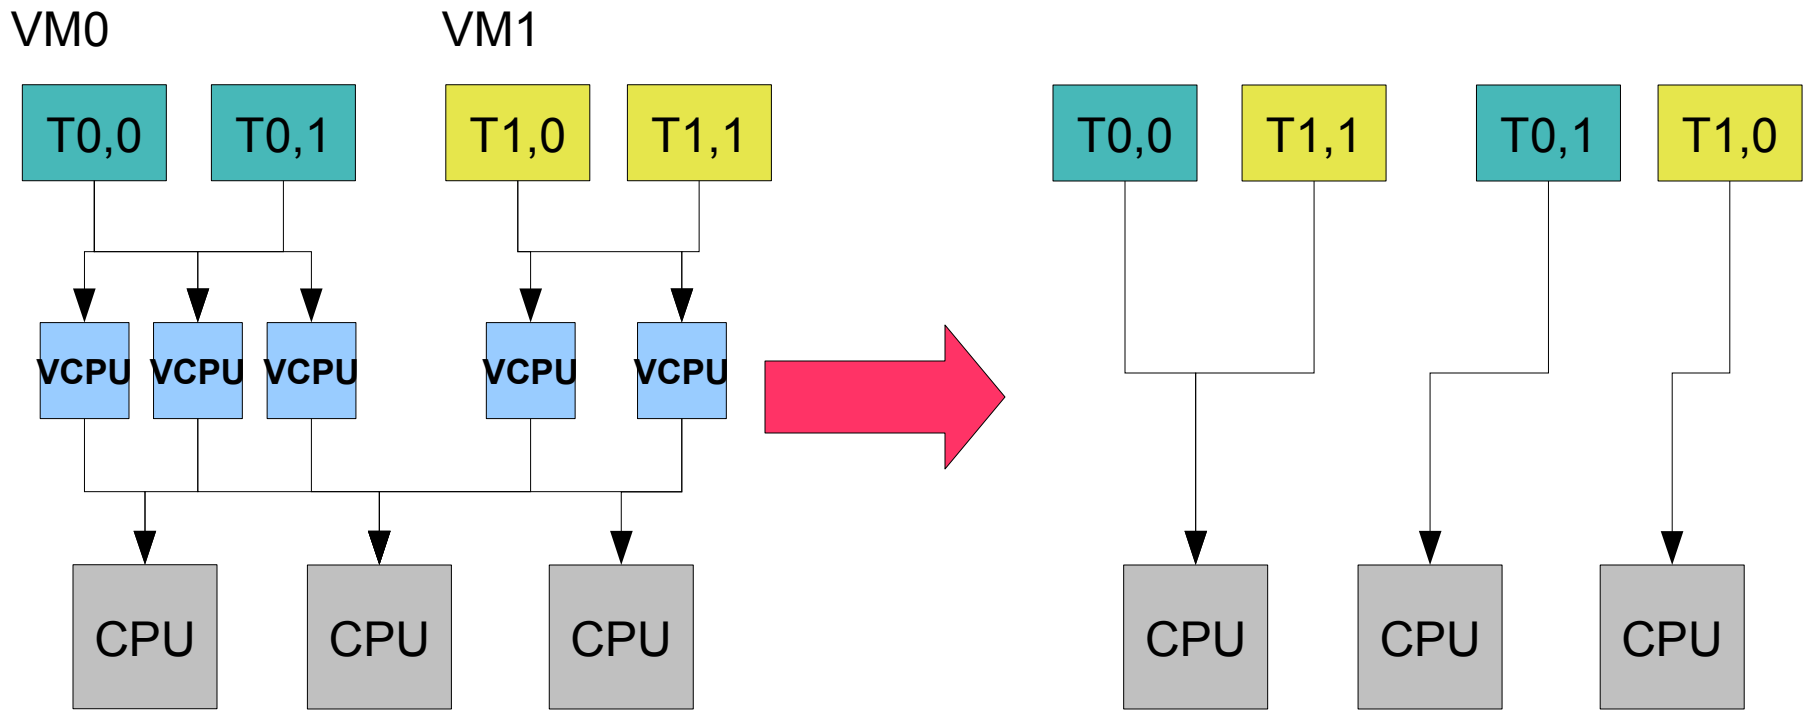 VM0 VM1
T0,0 T0,1 T1,0 T1,1 T0,0 T1,1 T0,1 T1,0
VCPU VCPU VCPU VCPU VCPU
CPU CPU CPU CPU CPU CPU